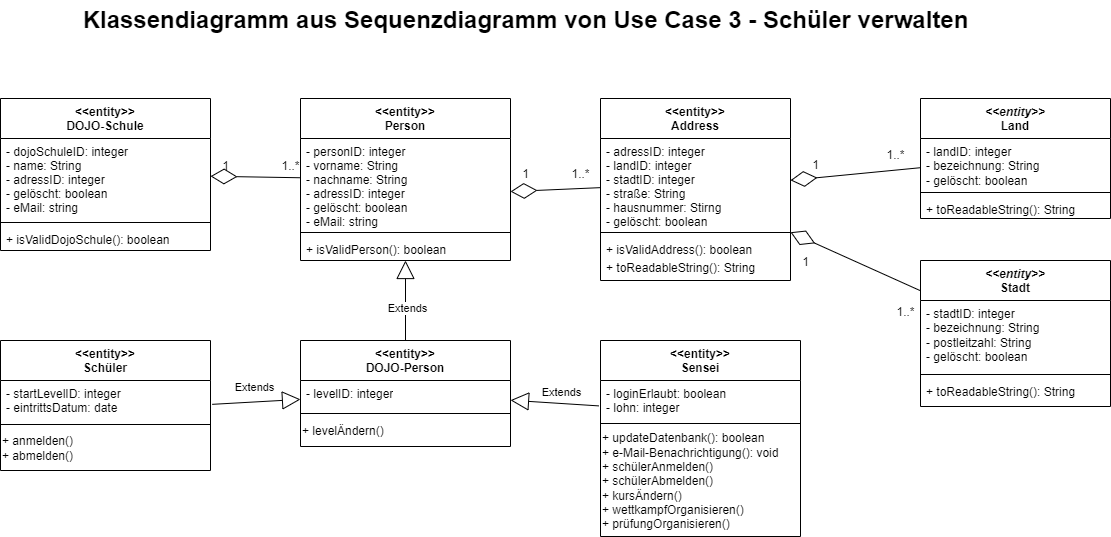 Klassendiagramm aus Sequenzdiagramm von Use Case 3 - Schüler verwalten
<<entity>>
DOJO-Schule
- dojoSchuleID: integer
- name: String
- adressID: integer
- gelöscht: boolean
- eMail: string
+ isValidDojoSchule(): boolean
1
1..*
<<entity>>
Person
- personID: integer
- vorname: String
- nachname: String
- adressID: integer
- gelöscht: boolean
- eMail: string
+ isValidPerson(): boolean
1
1..*
<<entity>>
Address
- adressID: integer
- landID: integer
- stadtID: integer
- straße: String
- hausnummer: Stirng
- gelöscht: boolean
+ isValidAddress(): boolean
+ toReadableString(): String
1
1..*
<<entity>>
Land
- landID: integer
- bezeichnung: String
- gelöscht: boolean
+ toReadableString(): String
1
1..*
<<entity>>
Stadt
- stadtID: integer
- bezeichnung: String
- postleitzahl: String
- gelöscht: boolean
+ toReadableString(): String
Extends
<<entity>>
Schüler
- startLevelID: integer
- eintrittsDatum: date
+ anmelden()
+ abmelden()
Extends
<<entity>>
DOJO-Person
- levelID: integer
+ levelÄndern()
Extends
<<entity>>
Sensei
- loginErlaubt: boolean
- lohn: integer
+ updateDatenbank(): boolean
+ e-Mail-Benachrichtigung(): void
+ schülerAnmelden()
+ schülerAbmelden()
+ kursÄndern()
+ wettkampfOrganisieren()
+ prüfungOrganisieren()